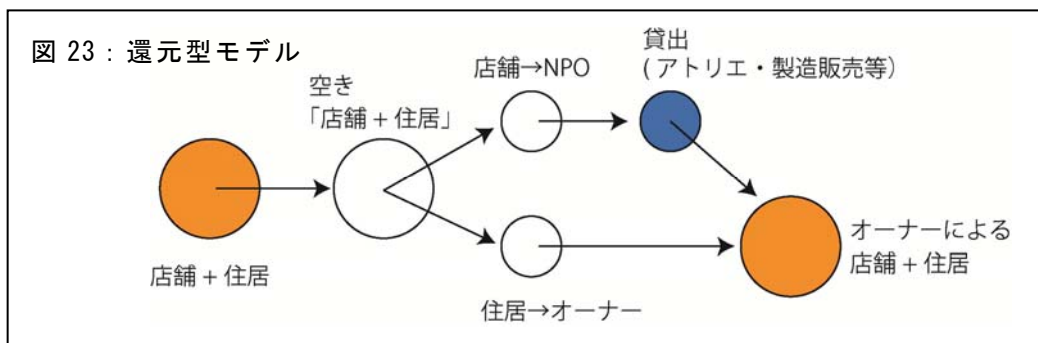 図 23：還元型モデル
空き
「店舗 + 住居」
店舗→NPO
貸出
( アトリエ・製造販売等）
店舗 + 住居
住居→オーナー
オーナーによる
店舗 + 住居